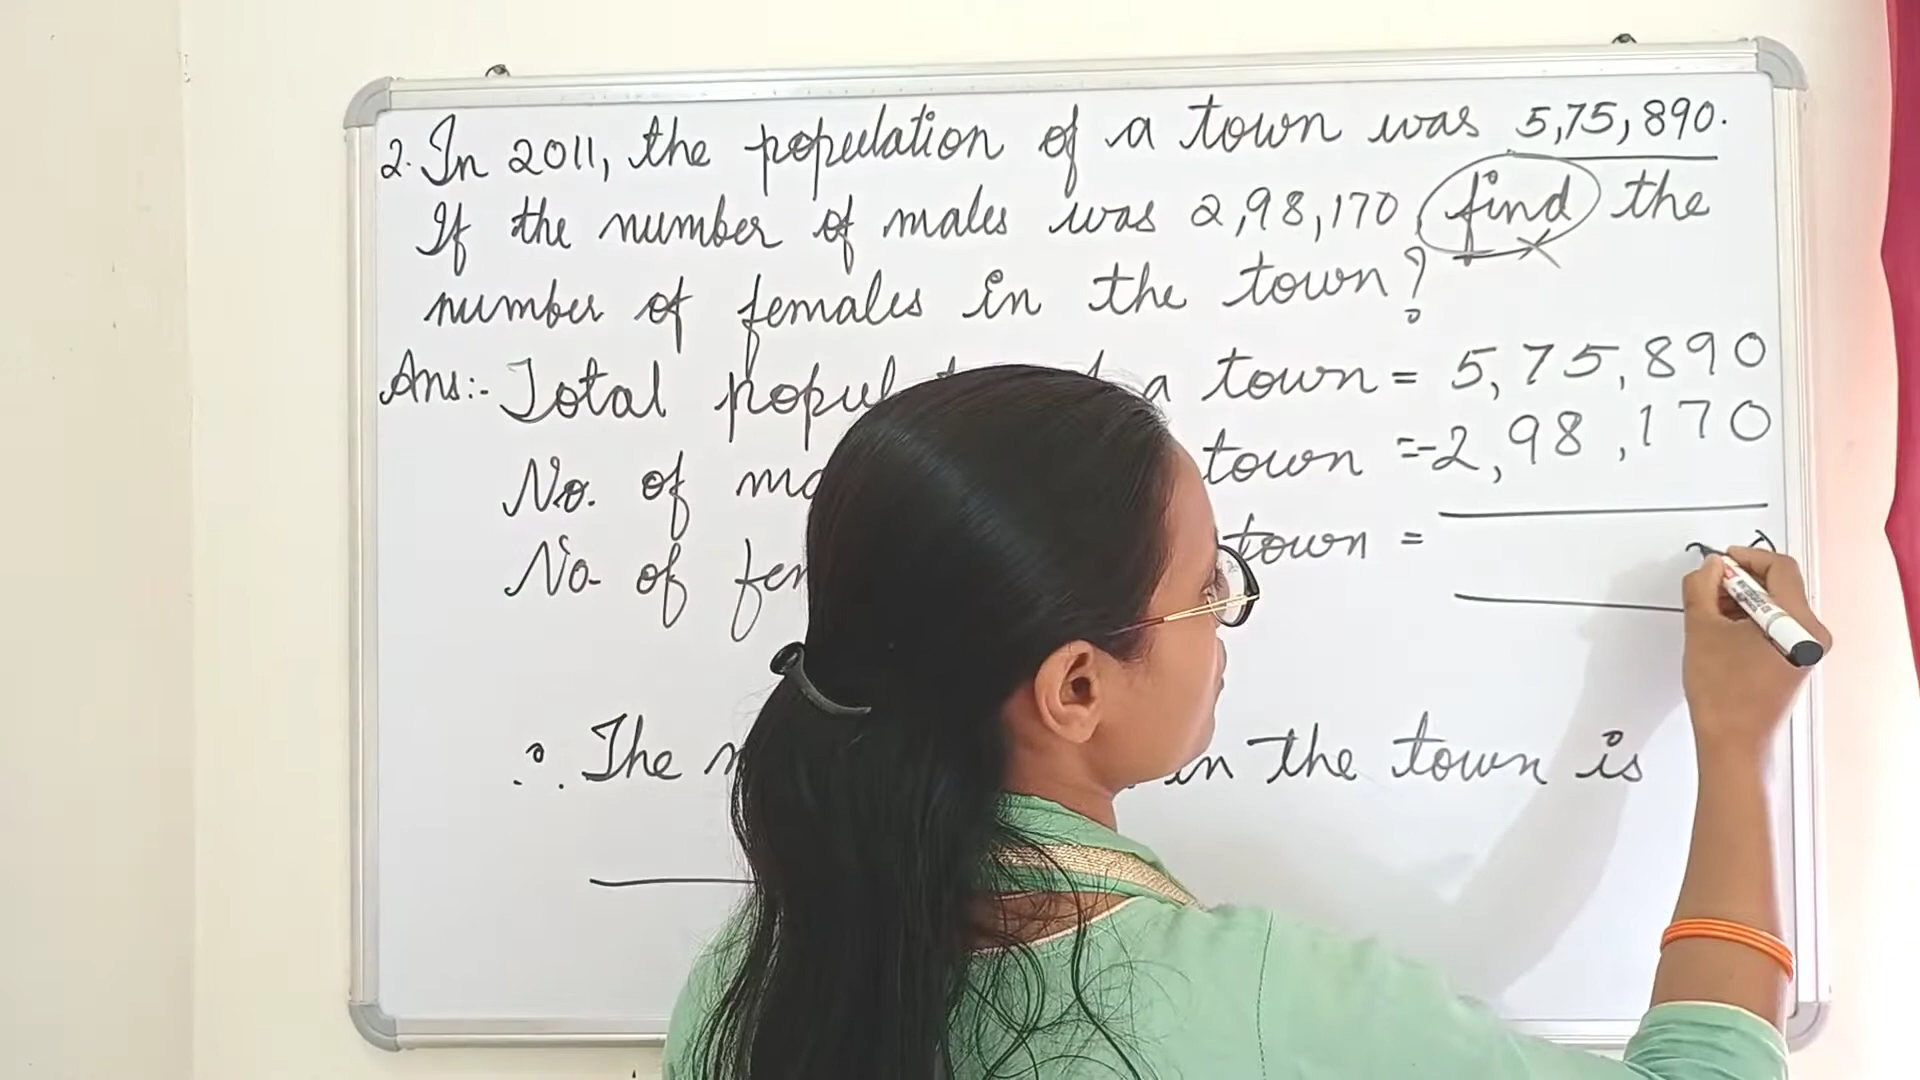 2. In 2011, the population of a town was 5,75,890.
If the number of males was 2,98,170, find the
number of females in the town?
Ans:- Total a town = 5,75,890
No. of town = -2,98,170
No. of town =
∴ The in the town is